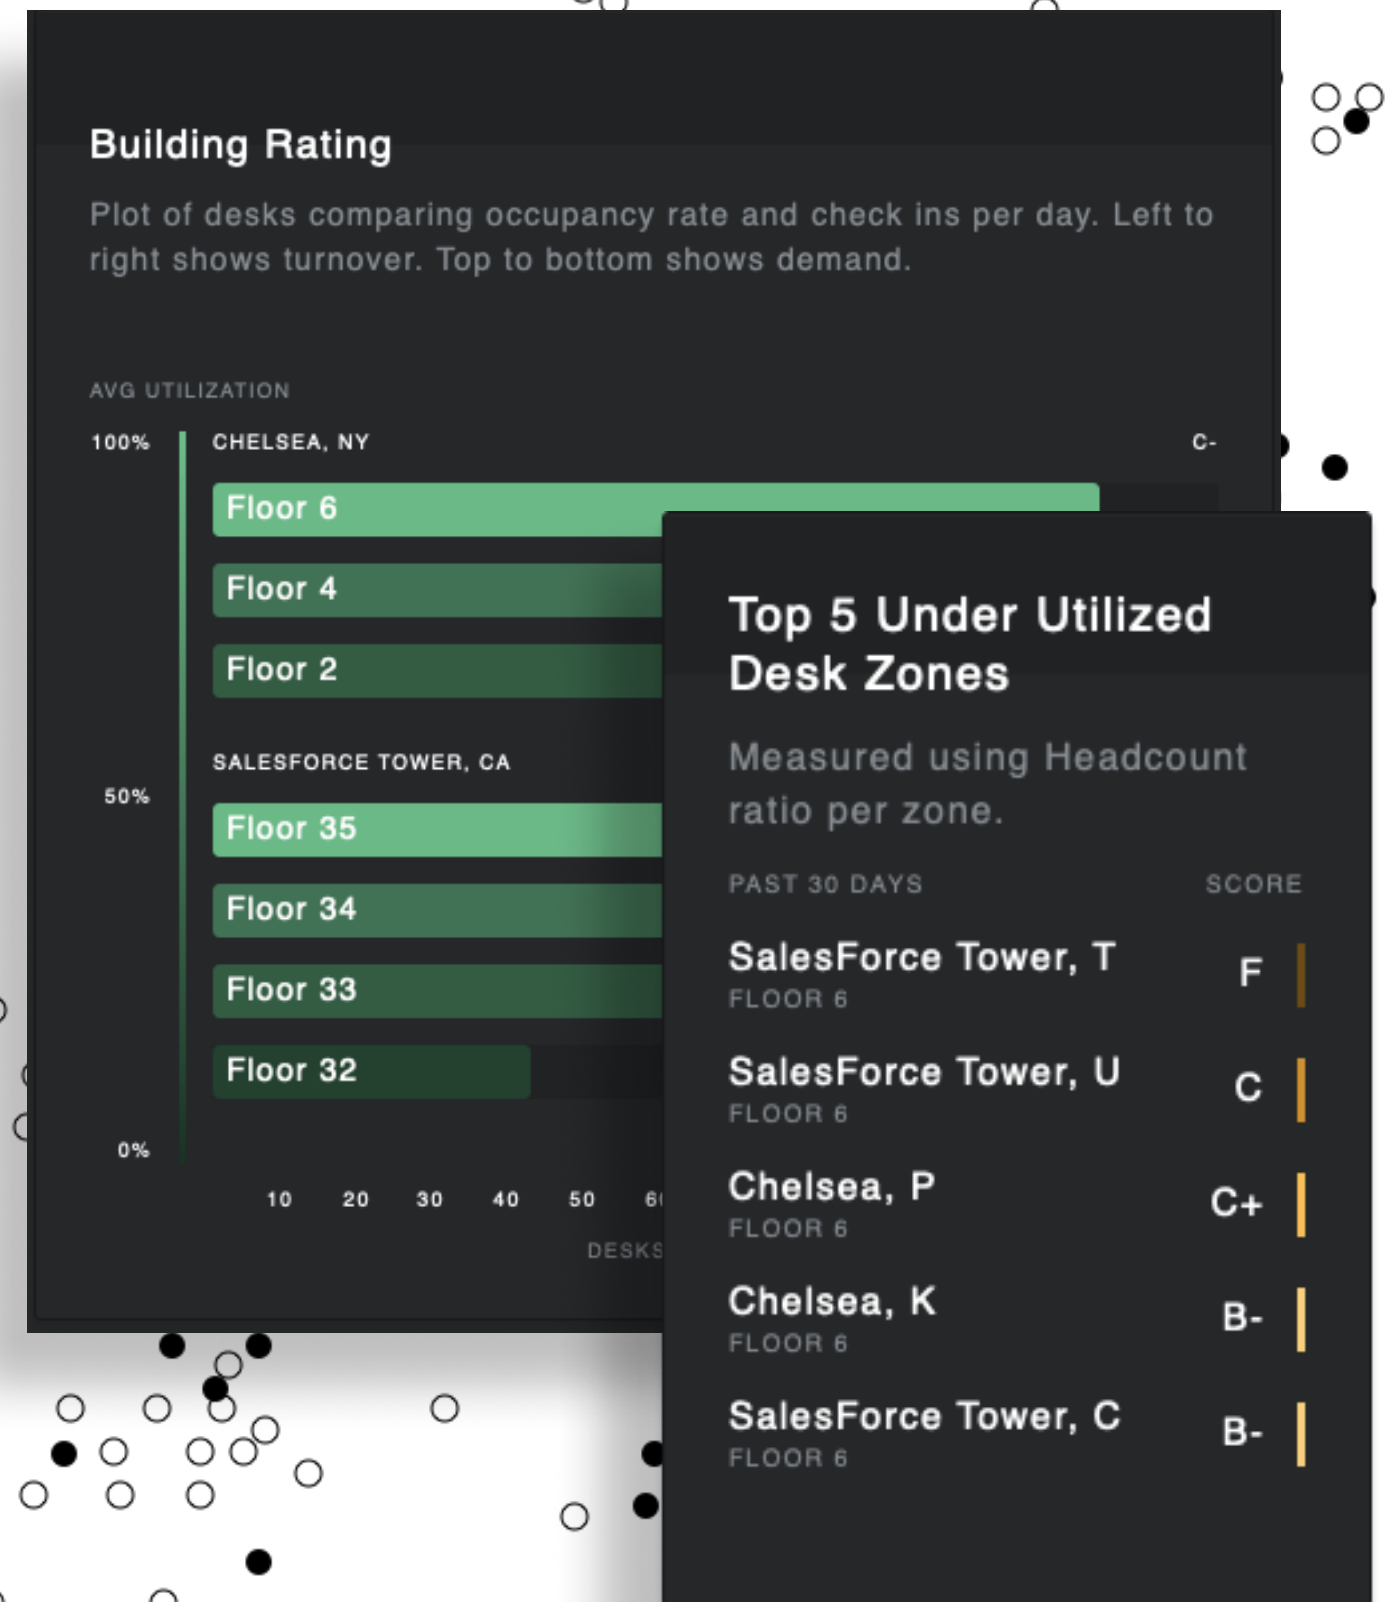 Building Rating
Plot of desks comparing occupancy rate and check ins per day. Left to
right shows turnover. Top to bottom shows demand.
AVG UTILIZATION
100%
CHELSEA, NY
C-
Floor 6
Floor 4
Floor 2
SALESFORCE TOWER, CA
50%
Floor 35
Floor 34
Floor 33
Floor 32
0%
10 20 30 40 50
DESKS
Top 5 Under Utilized
Desk Zones
Measured using Headcount
ratio per zone.
PAST 30 DAYS
SCORE
SalesForce Tower, T
FLOOR 6
F
SalesForce Tower, U
FLOOR 6
C
Chelsea, P
FLOOR 6
C+
Chelsea, K
FLOOR 6
B-
SalesForce Tower, C
FLOOR 6
B-